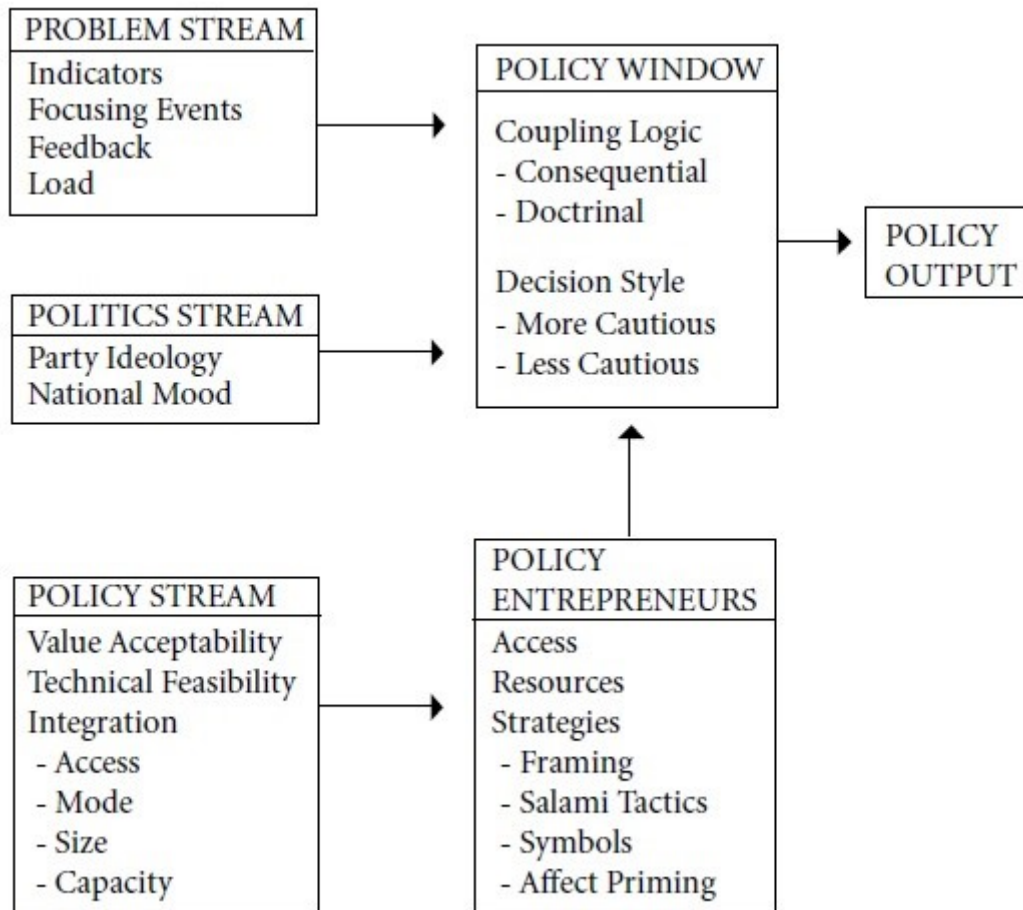 PROBLEM STREAM
Indicators
Focusing Events
Feedback
Load
POLITICS STREAM
Party Ideology
National Mood
POLICY STREAM
Value Acceptability
Technical Feasibility
Integration
- Access
- Mode
- Size
- Capacity
POLICY WINDOW
Coupling Logic
- Consequential
- Doctrinal
Decision Style
- More Cautious
- Less Cautious
POLICY
ENTREPRENEURS
Access
Resources
Strategies
- Framing
- Salami Tactics
- Symbols
- Affect Priming
POLICY
OUTPUT